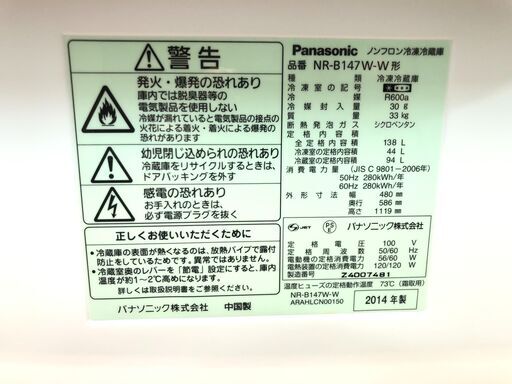 警告
発火・爆発の恐れあり
庫内では脱臭器等の
電気製品を使用しない
冷媒が漏れていると電気製品の接点の
火花による着火・着火による爆発の
恐れあり。
幼児閉じ込められの恐れあり
冷蔵庫をリサイクルするときは、
ドアパッキングを外す
感電の恐れあり
お手入れのときは、
必ず電源プラグを抜く
正しくお使いいただくために
・冷蔵庫の表面が熱くなるのは、放熱パイプで露付
防止をしているためです。異常ではありません。
・冷蔵室奥のレバーを「節電」に設定すると、庫内
温度が約1~2℃高めになります。
詳しくは取扱説明書をご覧ください。
パナソニック株式会社 中国製
Panasonic ノンフロン冷凍冷蔵庫
品番 NR-B147W-W 形
種類 冷凍冷蔵庫
冷凍室の記号
冷媒 R600a
冷媒封入量 30g
質量 33kg
断熱発泡ガス シクロペンタン
定格内容積
全定格内容積 138 L
冷凍室の定格内容積 44 L
冷蔵室の定格内容積 94 L
消費電力量 (JIS C 9801-2006年)
50Hz 280kWh/年
60Hz 280kWh/年
外形寸法 幅 480 mm
奥行 586 mm
高さ 1119 mm
JET PS E パナソニック株式会社
定格電圧 100 V
定格周波数 50/60 Hz
電動機の定格消費電力 56/60 W
電熱装置の定格消費電力 120/120 W
製造番号 Z4007481
温度ヒューズの定格動作温度 73℃ (霜取用)
NR-B147W-W
ARAHLCN00150 2014年製